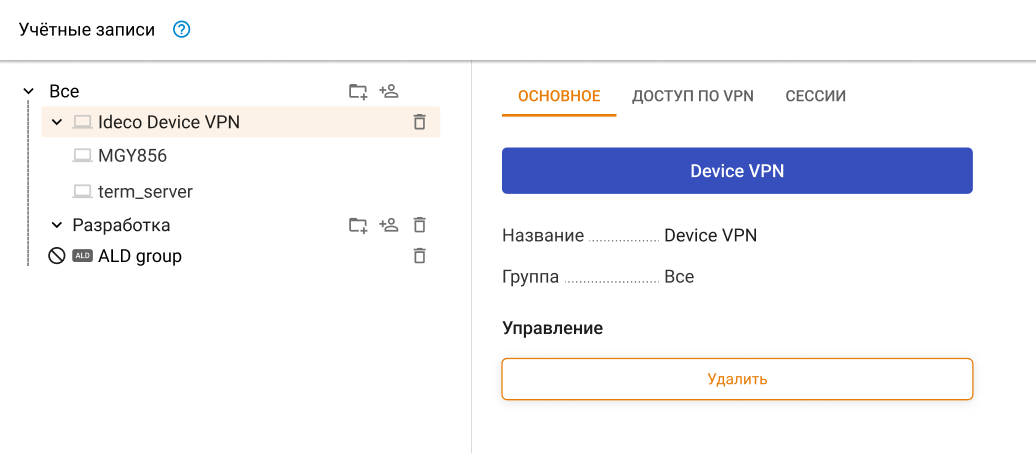 Учётные записи
Все
Ideco Device VPN
MGY856
term_server
Разработка
ALD ALD group
ОСНОВНОЕ ДОСТУП ПО VPN СЕССИИ
Device VPN
Название Device VPN
Группа Все
Управление
Удалить